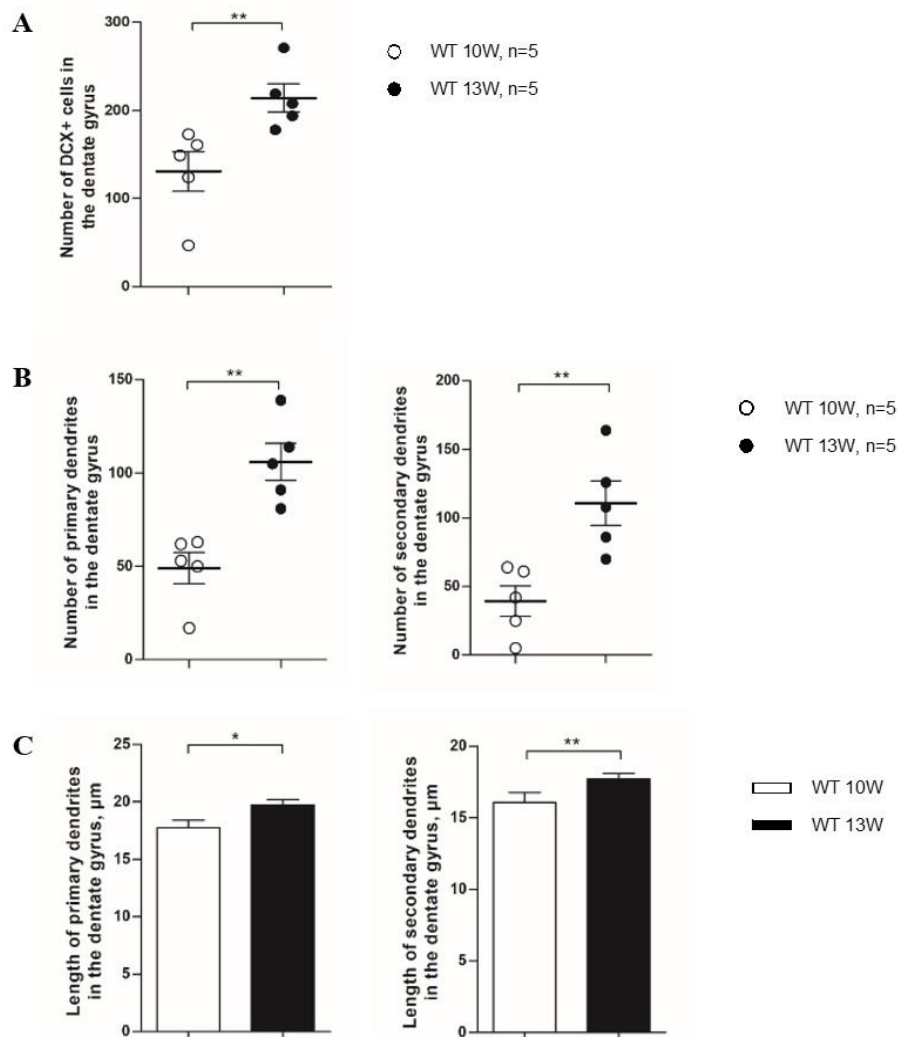 A
Number of DCX+ cells in
the dentate gyrus
300
200
100
0
**
WT 10W, n=5
WT 13W, n=5
B
Number of primary dendrites
in the dentate gyrus
150
100
50
0
**
Number of secondary dendrites
in the dentate gyrus
200
150
100
50
0
**
WT 10W, n=5
WT 13W, n=5
C
Length of primary dendrites
in the dentate gyrus, µm
25
20
15
10
5
0
*
Length of secondary dendrites
in the dentate gyrus, µm
20
15
10
5
0
**
WT 10W
WT 13W